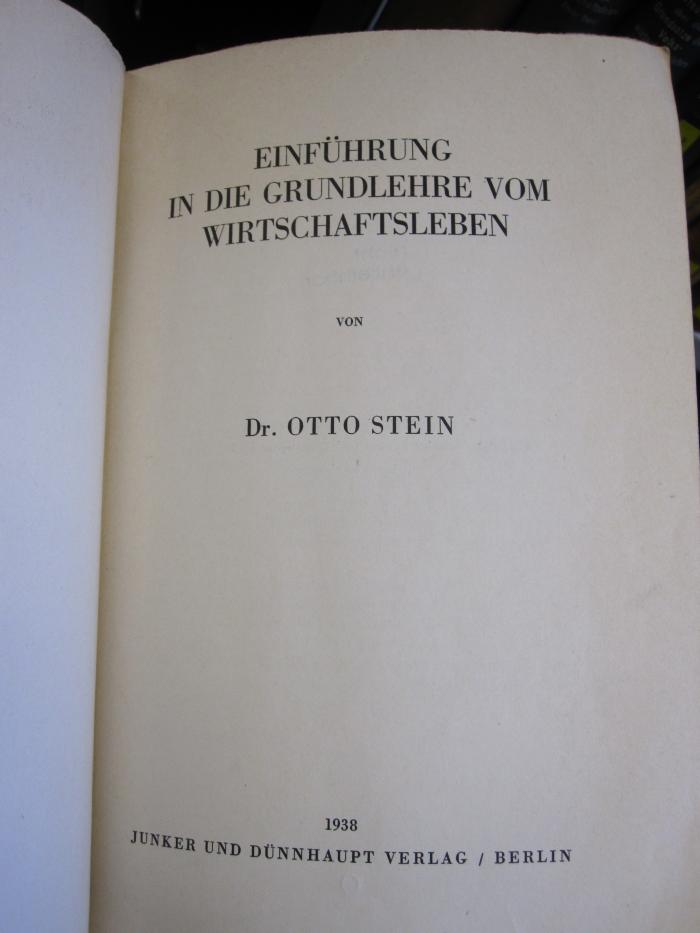 EINFÜHRUNG
IN DIE GRUNDLEHRE VOM
WIRTSCHAFTSLEBEN
VON
Dr. OTTO STEIN
1938
JUNKER UND DÜNNHAUPT VERLAG / BERLIN